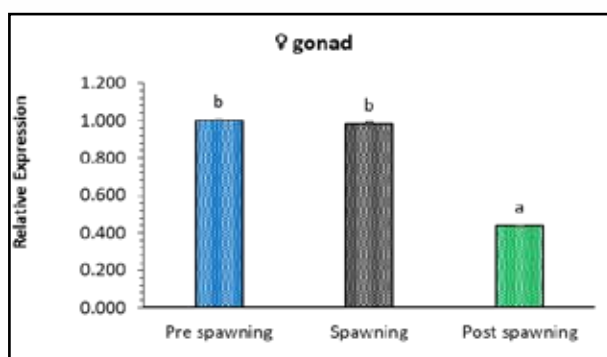 ♀ gonad
Relative Expression
1.200
1.000
0.800
0.600
0.400
0.200
0.000
b
b
a
Pre spawning
Spawning
Post spawning